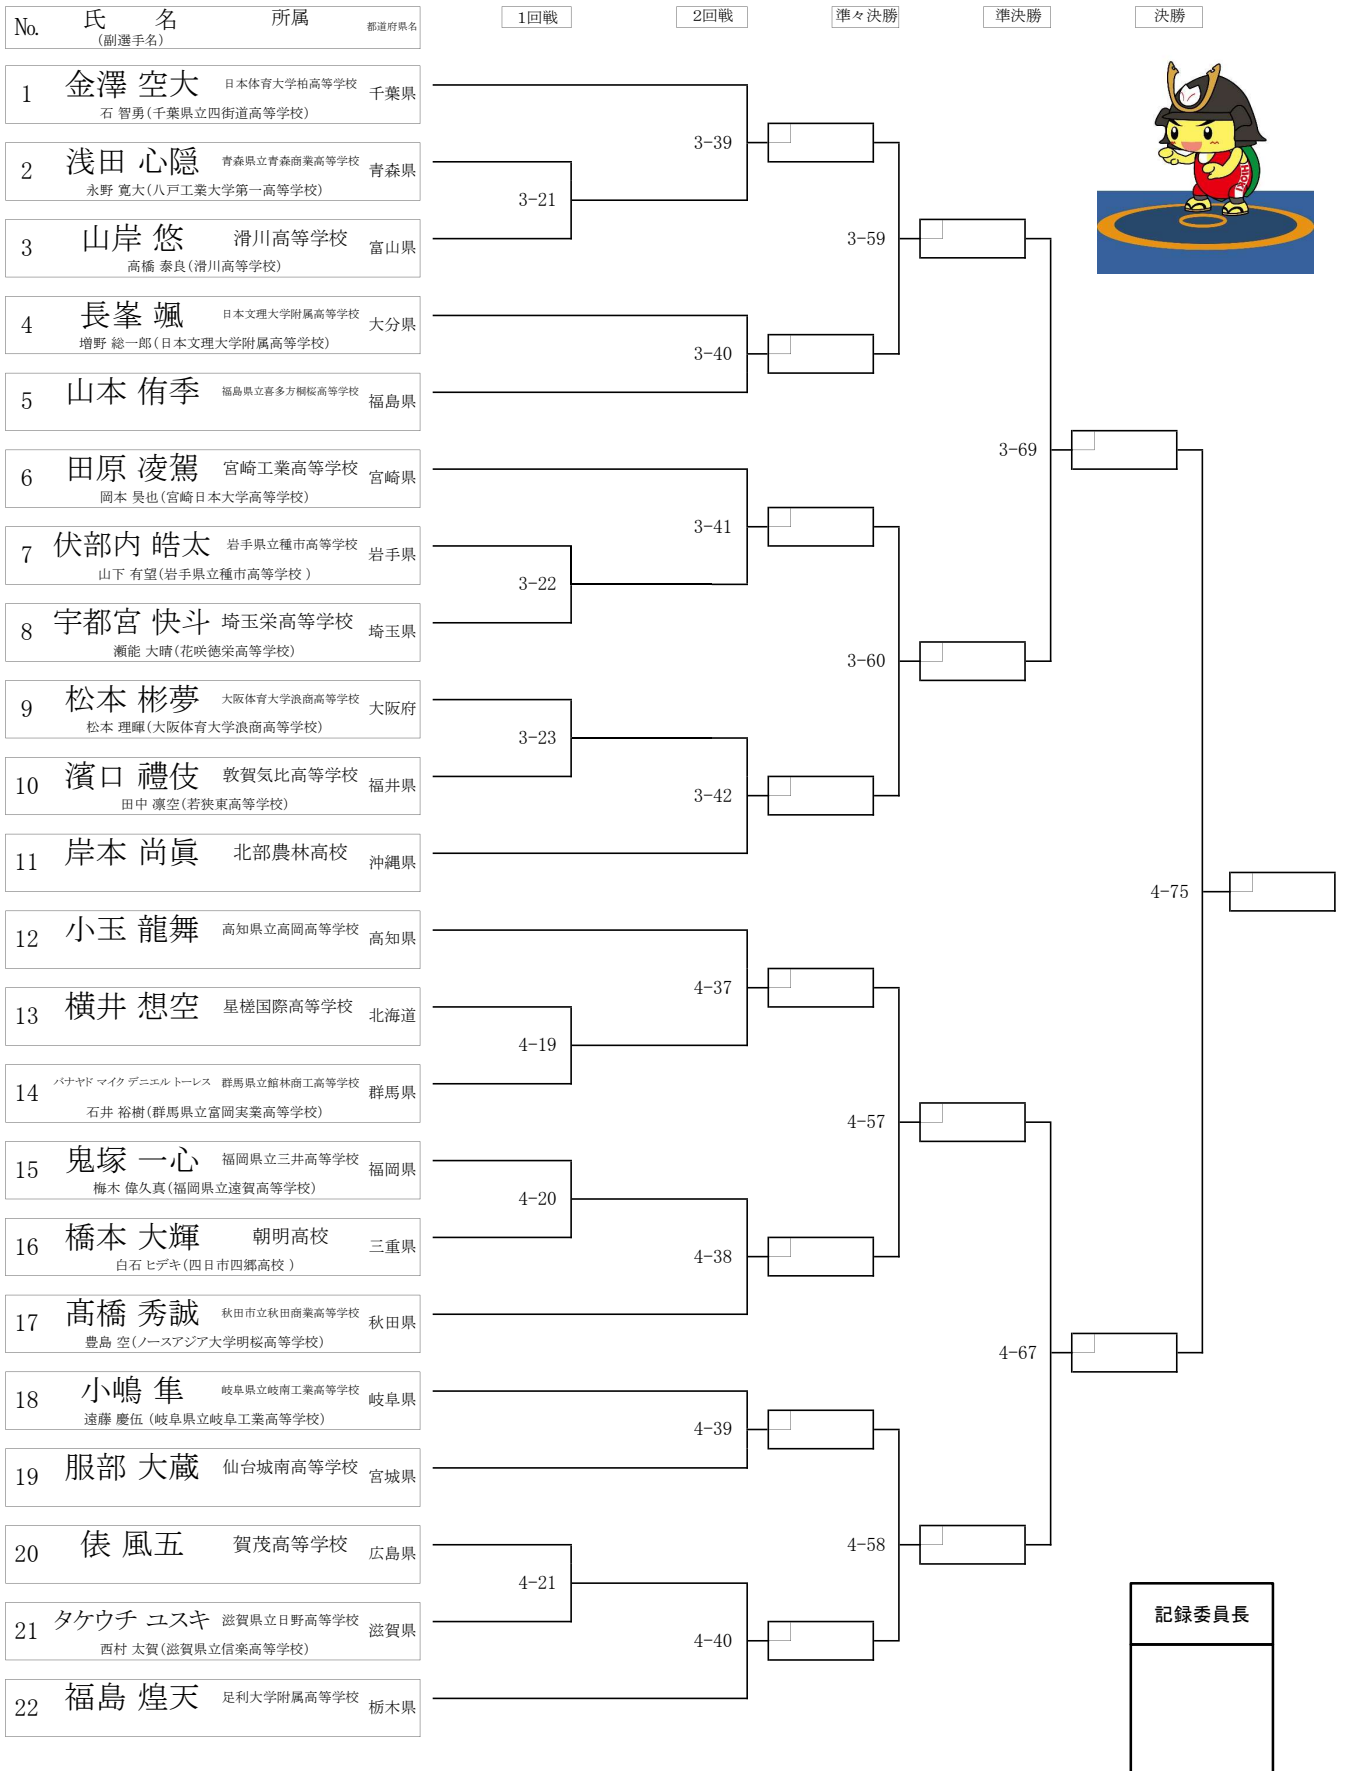 No. 氏 名 所属 都道府県名 1回戦 2回戦 準々決勝 準決勝 決勝
(副選手名)
1 金澤 空大 日本体育大学柏高等学校 千葉県
石 智勇(千葉県立四街道高等学校)
3-39
2 浅田 心隠 青森県立青森商業高等学校 青森県
永野 寛大(八戸工業大学第一高等学校)
3-21
3 山岸 悠 滑川高等学校 富山県
高橋 泰良(滑川高等学校)
3-59
4 長峯 颯 日本文理大学附属高等学校 大分県
増野 総一郎(日本文理大学附属高等学校)
3-40
5 山本 侑季 福島県立喜多方桐桜高等学校 福島県
3-69
6 田原 凌駕 宮崎工業高等学校 宮崎県
岡本 昊也(宮崎日本大学高等学校)
3-41
7 伏部内 皓太 岩手県立種市高等学校 岩手県
山下 有望(岩手県立種市高等学校 )
3-22
8 宇都宮 快斗 埼玉栄高等学校 埼玉県
瀬能 大晴(花咲徳栄高等学校)
3-60
9 松本 彬夢 大阪体育大学浪商高等学校 大阪府
松本 理暉(大阪体育大学浪商高等学校)
3-23
10 濱口 禮伎 敦賀気比高等学校 福井県
田中 凛空(若狭東高等学校)
3-42
11 岸本 尚眞 北部農林高校 沖縄県
4-75
12 小玉 龍舞 高知県立高岡高等学校 高知県
4-37
13 横井 想空 星槎国際高等学校 北海道
4-19
14 バナヤド マイク デニエル トーレス 群馬県立館林商工高等学校 群馬県
石井 裕樹(群馬県立富岡実業高等学校)
4-57
15 鬼塚 一心 福岡県立三井高等学校 福岡県
梅木 偉久真(福岡県立遠賀高等学校)
4-20
16 橋本 大輝 朝明高校 三重県
白石 ヒデキ(四日市四郷高校 )
4-38
17 髙橋 秀誠 秋田市立秋田商業高等学校 秋田県
豊島 空(ノースアジア大学明桜高等学校)
4-67
18 小嶋 隼 岐阜県立岐南工業高等学校 岐阜県
遠藤 慶伍 (岐阜県立岐阜工業高等学校)
4-39
19 服部 大蔵 仙台城南高等学校 宮城県
20 俵 風五 賀茂高等学校 広島県
4-58
4-21
21 タケウチ ユスキ 滋賀県立日野高等学校 滋賀県
西村 太賀(滋賀県立信楽高等学校)
4-40
22 福島 煌天 足利大学附属高等学校 栃木県
記録委員長